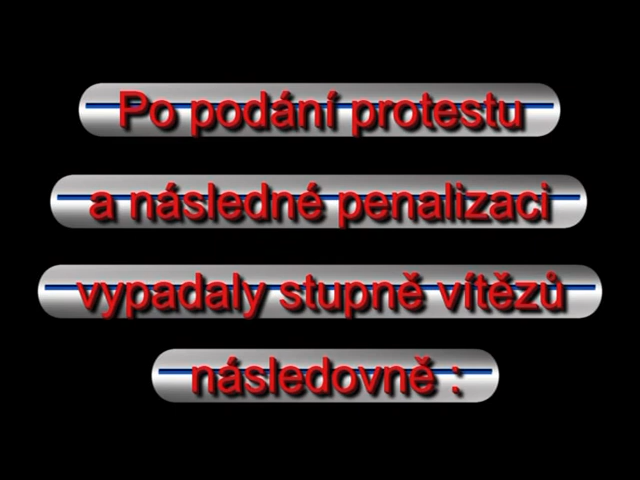 Po podání protestu
a následné penalizaci
vypadaly stupně vítězů
následovně :